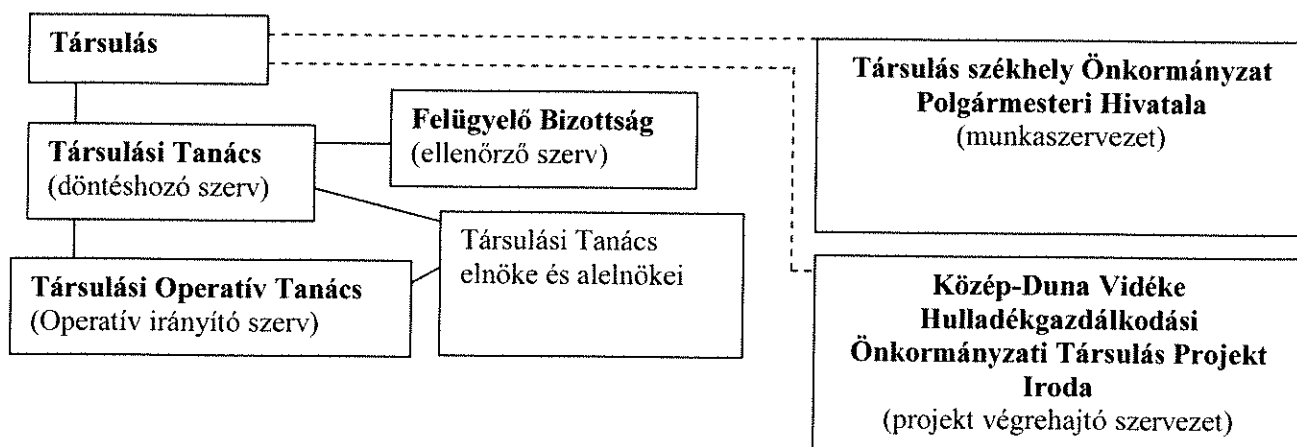 Társulás
Társulási Tanács
(döntéshozó szerv)
Társulási Operatív Tanács
(Operatív irányító szerv)
Felügyelő Bizottság
(ellenőrző szerv)
Társulási Tanács
elnöke és alelnökei
Társulás székhely Önkormányzat
Polgármesteri Hivatala
(munkaszervezet)
Közép-Duna Vidéke
Hulladékgazdálkodási
Önkormányzati Társulás Projekt
Iroda
(projekt végrehajtó szervezet)